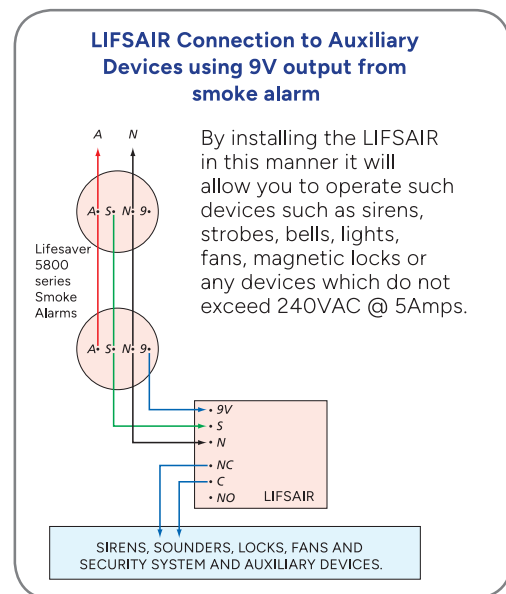 LIFSAIR Connection to Auxiliary
Devices using 9V output from
smoke alarm
A N
By installing the LIFSAIR
in this manner it will
allow you to operate such
devices such as sirens,
strobes, bells, lights,
fans, magnetic locks or
any devices which do not
exceed 240VAC @ 5Amps.
A• S• N• 9•
Lifesaver
5800
series
Smoke
Alarms
A• S• N• 9•
• 9V
• S
• N
• NC
• C
• NO LIFSAIR
SIRENS, SOUNDERS, LOCKS, FANS AND
SECURITY SYSTEM AND AUXILIARY DEVICES.